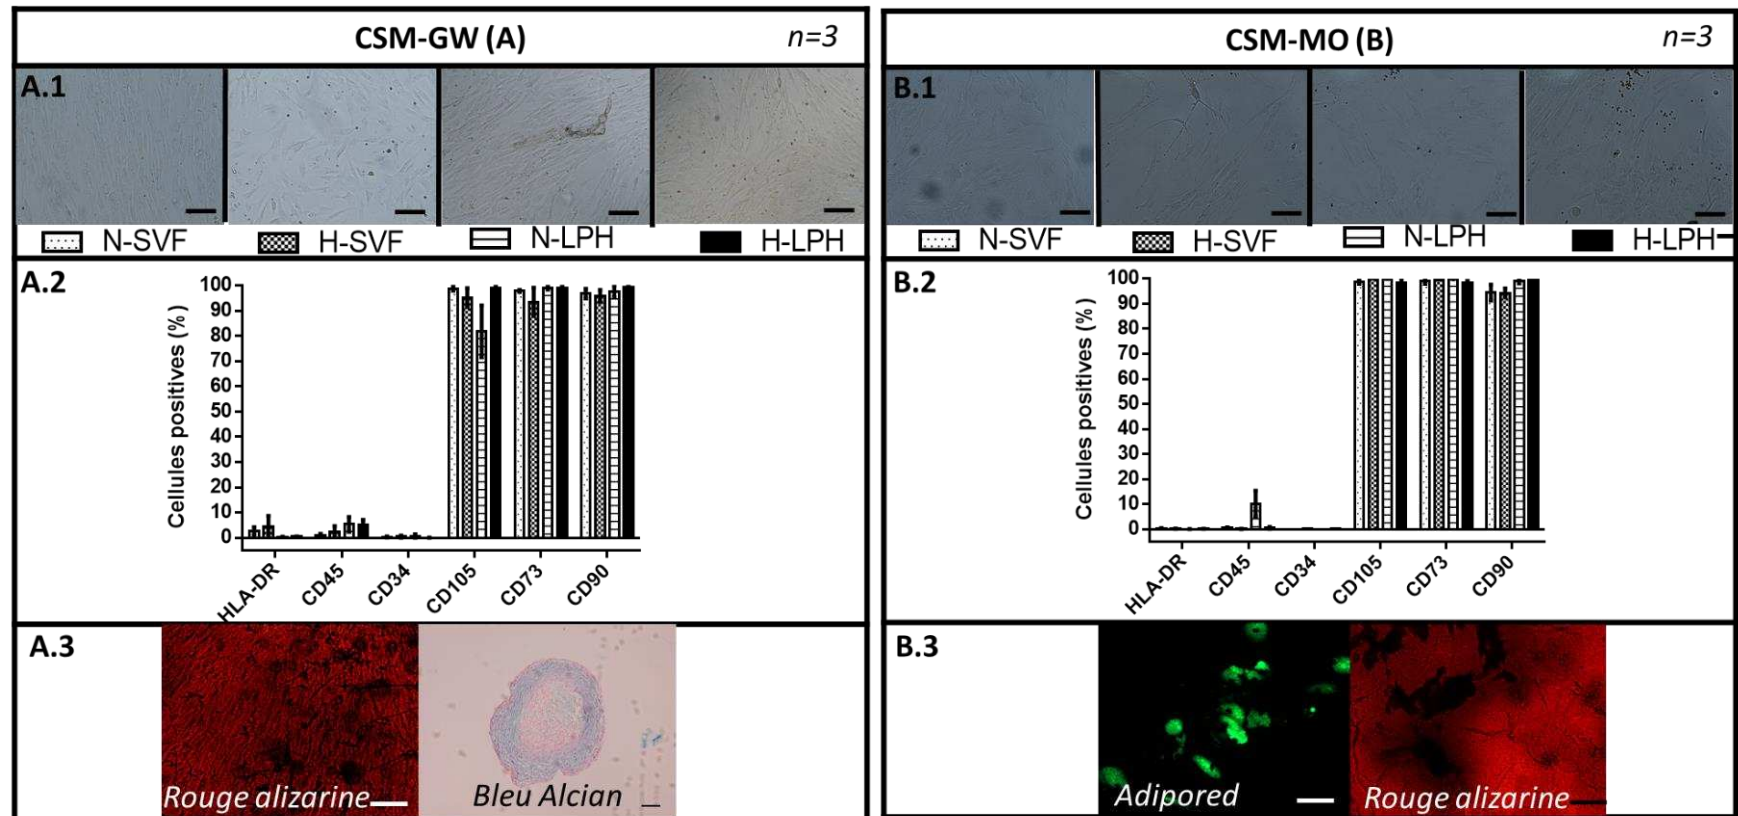 CSM-GW (A) n=3
A.1
N-SVF H-SVF N-LPH H-LPH
A.2
Cellules positives (%)
100
90
80
70
60
50
40
30
20
10
0
HLA-DR CD45 CD34 CD105 CD73 CD90
A.3
Rouge alizarine Bleu Alcian
CSM-MO (B) n=3
B.1
N-SVF H-SVF N-LPH H-LPH
B.2
Cellules positives (%)
100
90
80
70
60
50
40
30
20
10
0
HLA-DR CD45 CD34 CD105 CD73 CD90
B.3
Adipored Rouge alizarine